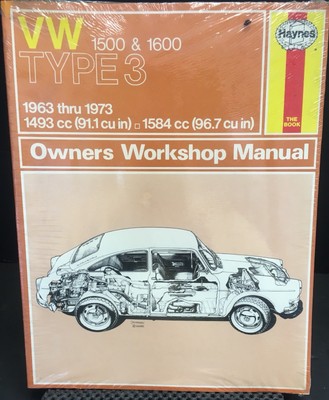 VW 1500 & 1600
TYPE 3
Haynes
1963 thru 1973
1493 cc (91.1 cu in) □ 1584 cc (96.7 cu in)
THE
BOOK
Owners Workshop Manual